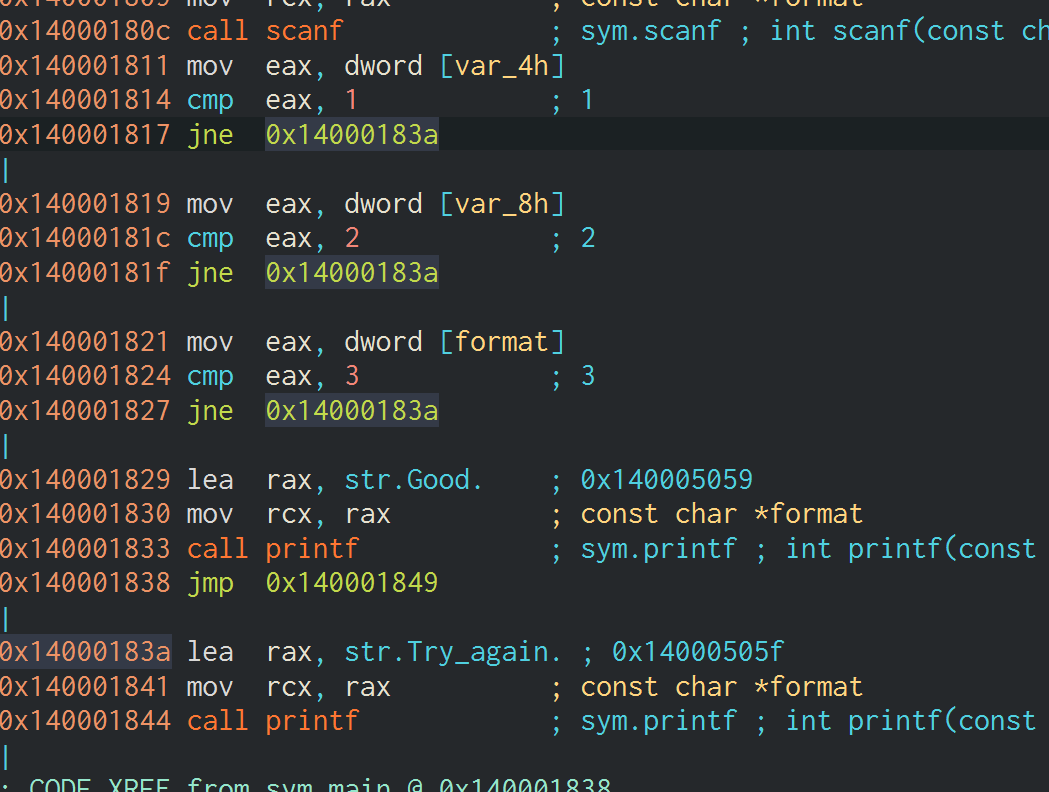 0x140001809 mov  rcx, rax          ; const char *format
0x14000180c call scanf             ; sym.scanf ; int scanf(const ch
0x140001811 mov  eax, dword [var_4h]
0x140001814 cmp  eax, 1            ; 1
0x140001817 jne  0x14000183a
|
0x140001819 mov  eax, dword [var_8h]
0x14000181c cmp  eax, 2            ; 2
0x14000181f jne  0x14000183a
|
0x140001821 mov  eax, dword [format]
0x140001824 cmp  eax, 3            ; 3
0x140001827 jne  0x14000183a
|
0x140001829 lea  rax, str.Good.    ; 0x140005059
0x140001830 mov  rcx, rax          ; const char *format
0x140001833 call printf            ; sym.printf ; int printf(const
0x140001838 jmp  0x140001849
|
0x14000183a lea  rax, str.Try_again. ; 0x14000505f
0x140001841 mov  rcx, rax          ; const char *format
0x140001844 call printf            ; sym.printf ; int printf(const
|
; CODE XREF from sym.main @ 0x140001838